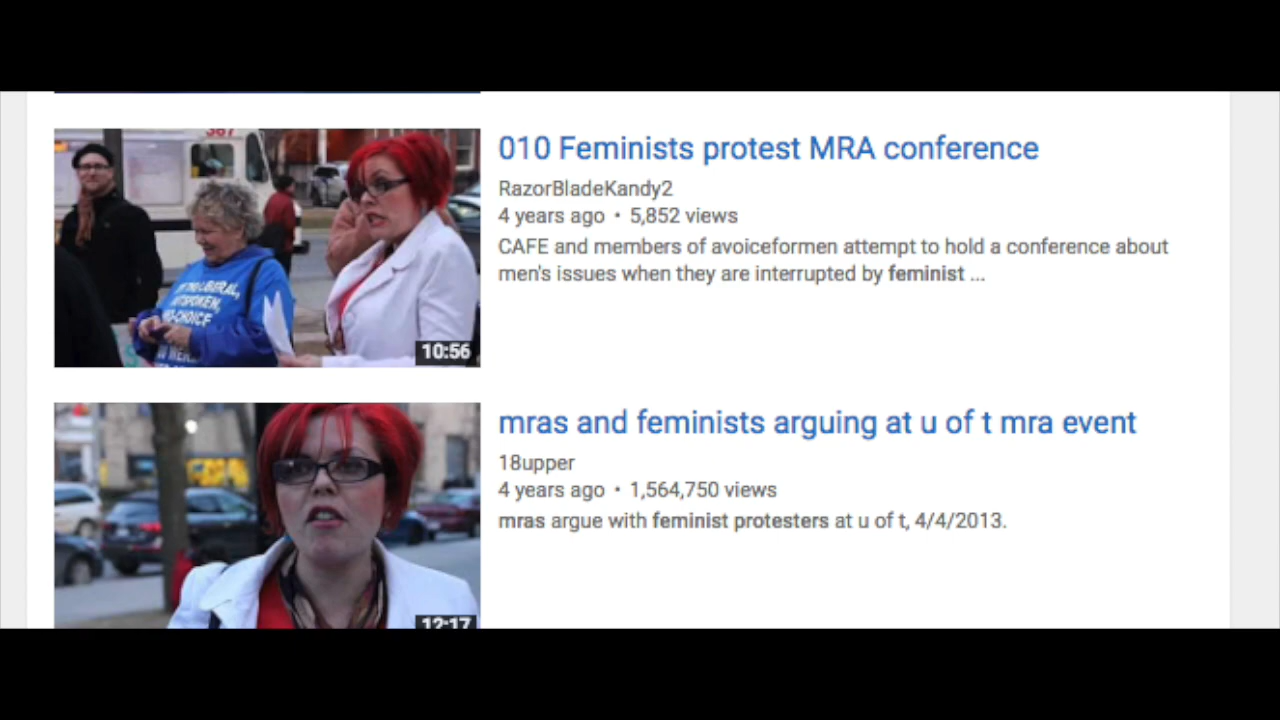 387
010 Feminists protest MRA conference
RazorBladeKandy2
4 years ago • 5,852 views
CAFE and members of avoiceformen attempt to hold a conference about
men's issues when they are interrupted by feminist ...
LIBERAL,
10:56
mras and feminists arguing at u of t mra event
18upper
4 years ago • 1,564,750 views
mras argue with feminist protesters at u of t, 4/4/2013.
12:17